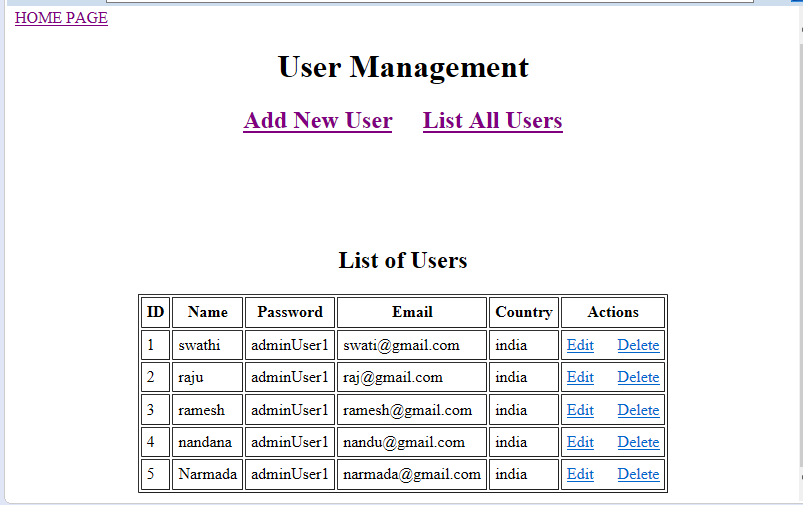 HOME PAGE
User Management
Add New User List All Users
List of Users
ID Name Password Email Country Actions
1 swathi adminUser1 swati@gmail.com india Edit Delete
2 raju adminUser1 raj@gmail.com india Edit Delete
3 ramesh adminUser1 ramesh@gmail.com india Edit Delete
4 nandana adminUser1 nandu@gmail.com india Edit Delete
5 Narmada adminUser1 narmada@gmail.com india Edit Delete